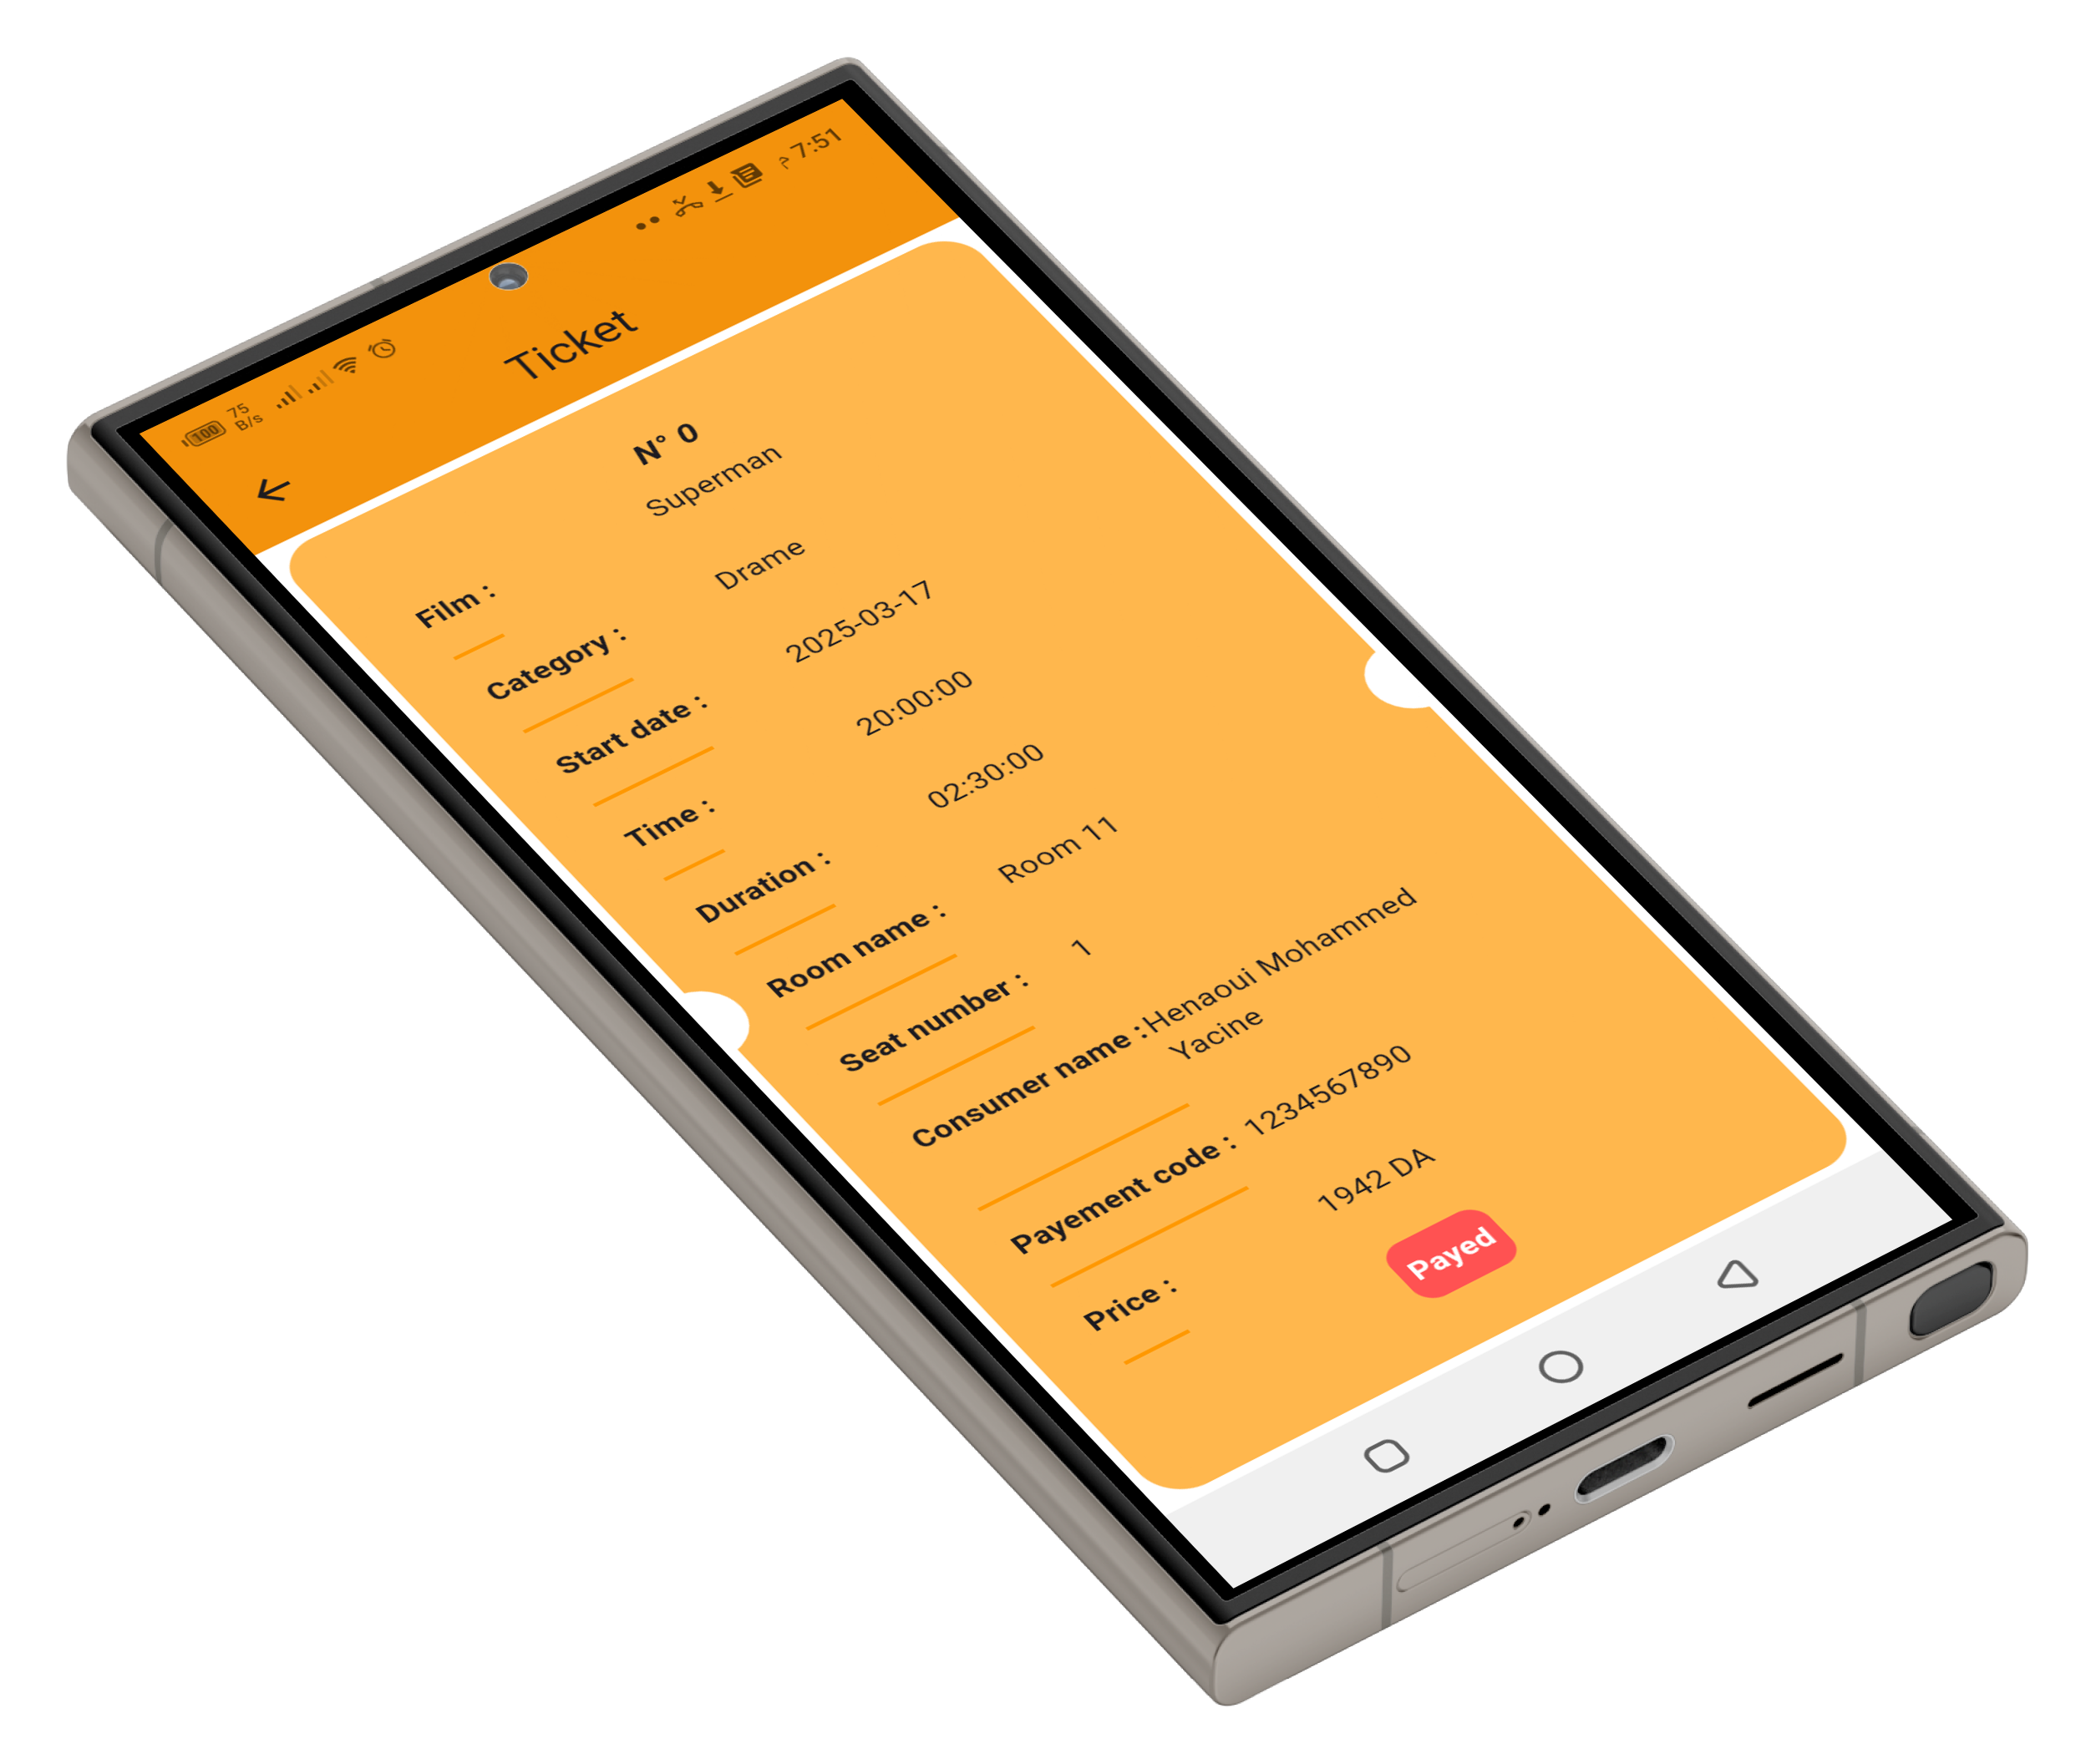 100 75 B/s م 7:51
Ticket
N° 0
Film : Superman
Category : Drame
Start date : 2025-03-17
Time : 20:00:00
Duration : 02:30:00
Room name : Room 11
Seat number : 1
Consumer name : Henaoui Mohammed
Yacine
Payement code : 1234567890
Price : 1942 DA
Payed